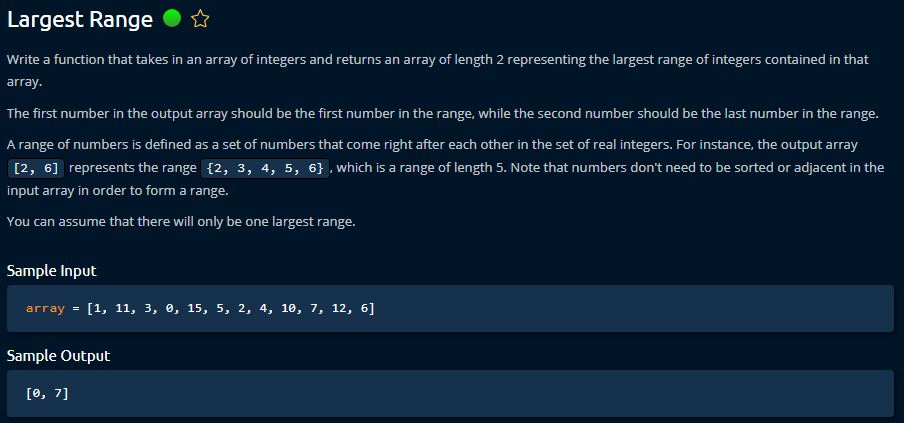 Largest Range
Write a function that takes in an array of integers and returns an array of length 2 representing the largest range of integers contained in that
array.
The first number in the output array should be the first number in the range, while the second number should be the last number in the range.
A range of numbers is defined as a set of numbers that come right after each other in the set of real integers. For instance, the output array
[2, 6] represents the range {2, 3, 4, 5, 6}, which is a range of length 5. Note that numbers don't need to be sorted or adjacent in the
input array in order to form a range.
You can assume that there will only be one largest range.
Sample Input
array = [1, 11, 3, 0, 15, 5, 2, 4, 10, 7, 12, 6]
Sample Output
[0, 7]